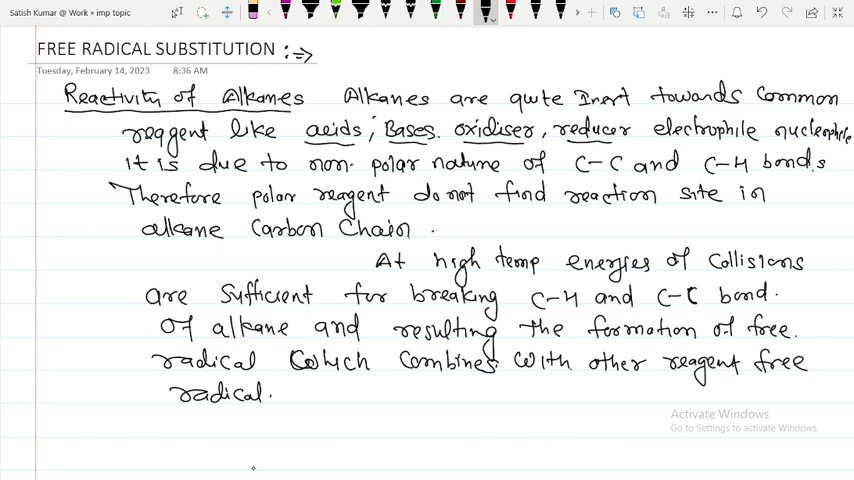 Satish Kumar @ Work » imp topic
FREE RADICAL SUBSTITUTION :⇒
Tuesday, February 14, 2023 8:36 AM
Reactivity of Alkanes Alkanes are quite Inert towards common
reagent like acids, Bases. oxidiser, reducer electrophile nucleophile
it is due to non. polar nature of C-C and C-H bonds
Therefore polar reagent do not find reaction site in
alkane Carbon Chain.
At high temp energies of Collisions
are sufficient for breaking C-H and C-C bond.
Of alkane and resulting the formation of free.
radical which Combines with other reagent free
radical.
Activate Windows
Go to Settings to activate Windows.